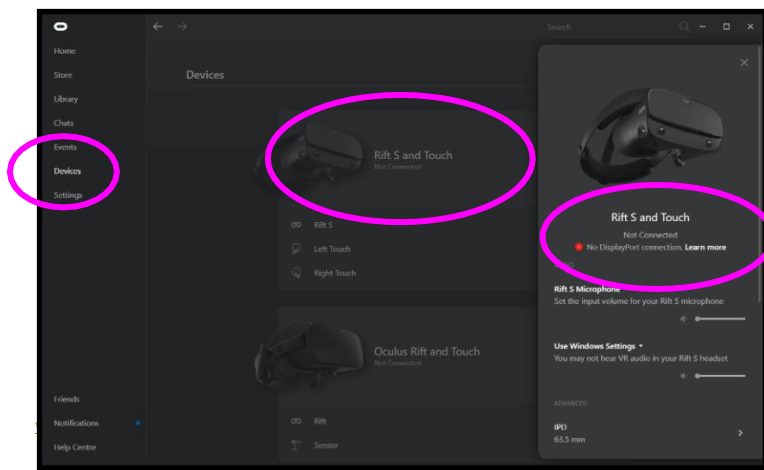 Search
Home
Store
Library
Chats
Events
Devices
Settings
Friends
Notifications
Help Centre
Devices
Rift S and Touch
Not Connected
Rift S
Left Touch
Right Touch
Oculus Rift and Touch
Not Connected
Rift
Sensor
Rift S and Touch
Not Connected
No DisplayPort connection. Learn more
AUDIO
Rift S Microphone
Set the input volume for your Rift S microphone
Use Windows Settings
You may not hear VR audio in your Rift S headset
ADVANCED
IPD
63.5 mm